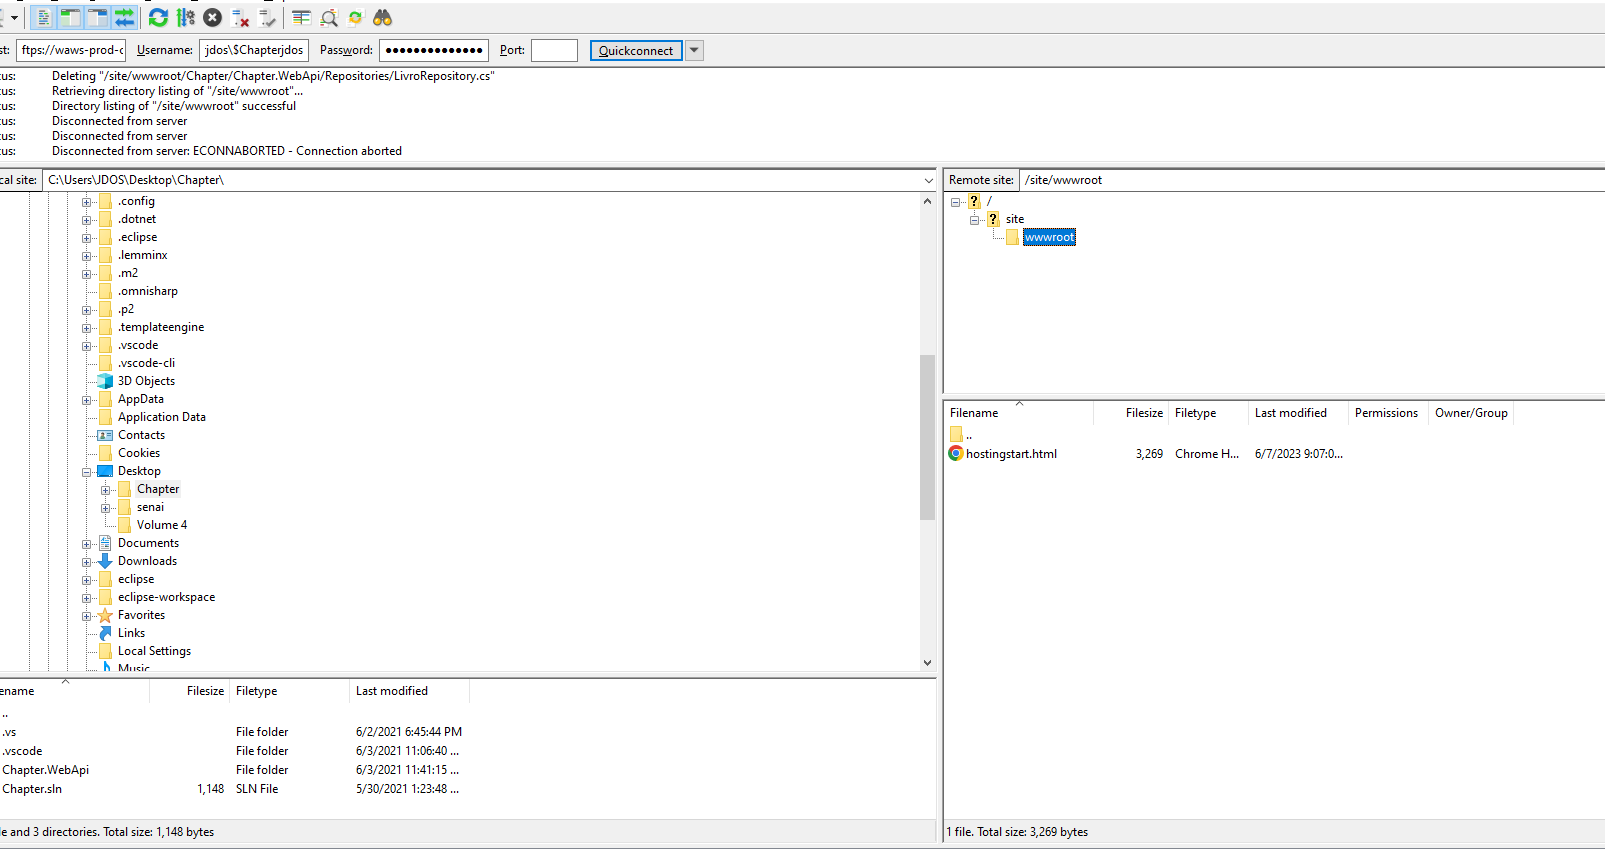 st: ftps://waws-prod-c Username: jdos\$Chapterjdos Password: ●●●●●●●●●●●●●● Port: Quickconnect
tus: Deleting "/site/wwwroot/Chapter/Chapter.WebApi/Repositories/LivroRepository.cs"
tus: Retrieving directory listing of "/site/wwwroot"...
tus: Directory listing of "/site/wwwroot" successful
tus: Disconnected from server
tus: Disconnected from server
tus: Disconnected from server: ECONNABORTED - Connection aborted
cal site: C:\Users\JDOS\Desktop\Chapter\
.config
.dotnet
.eclipse
.lemminx
.m2
.omnisharp
.p2
.templateengine
.vscode
.vscode-cli
3D Objects
AppData
Application Data
Contacts
Cookies
Desktop
Chapter
senai
Volume 4
Documents
Downloads
eclipse
eclipse-workspace
Favorites
Links
Local Settings
Music
ename Filesize Filetype Last modified
..
.vs File folder 6/2/2021 6:45:44 PM
.vscode File folder 6/3/2021 11:06:40 ...
Chapter.WebApi File folder 6/3/2021 11:41:15 ...
Chapter.sln 1,148 SLN File 5/30/2021 1:23:48 ...
le and 3 directories. Total size: 1,148 bytes
Remote site: /site/wwwroot
/
site
wwwroot
Filename Filesize Filetype Last modified Permissions Owner/Group
..
hostingstart.html 3,269 Chrome H... 6/7/2023 9:07:0...
1 file. Total size: 3,269 bytes